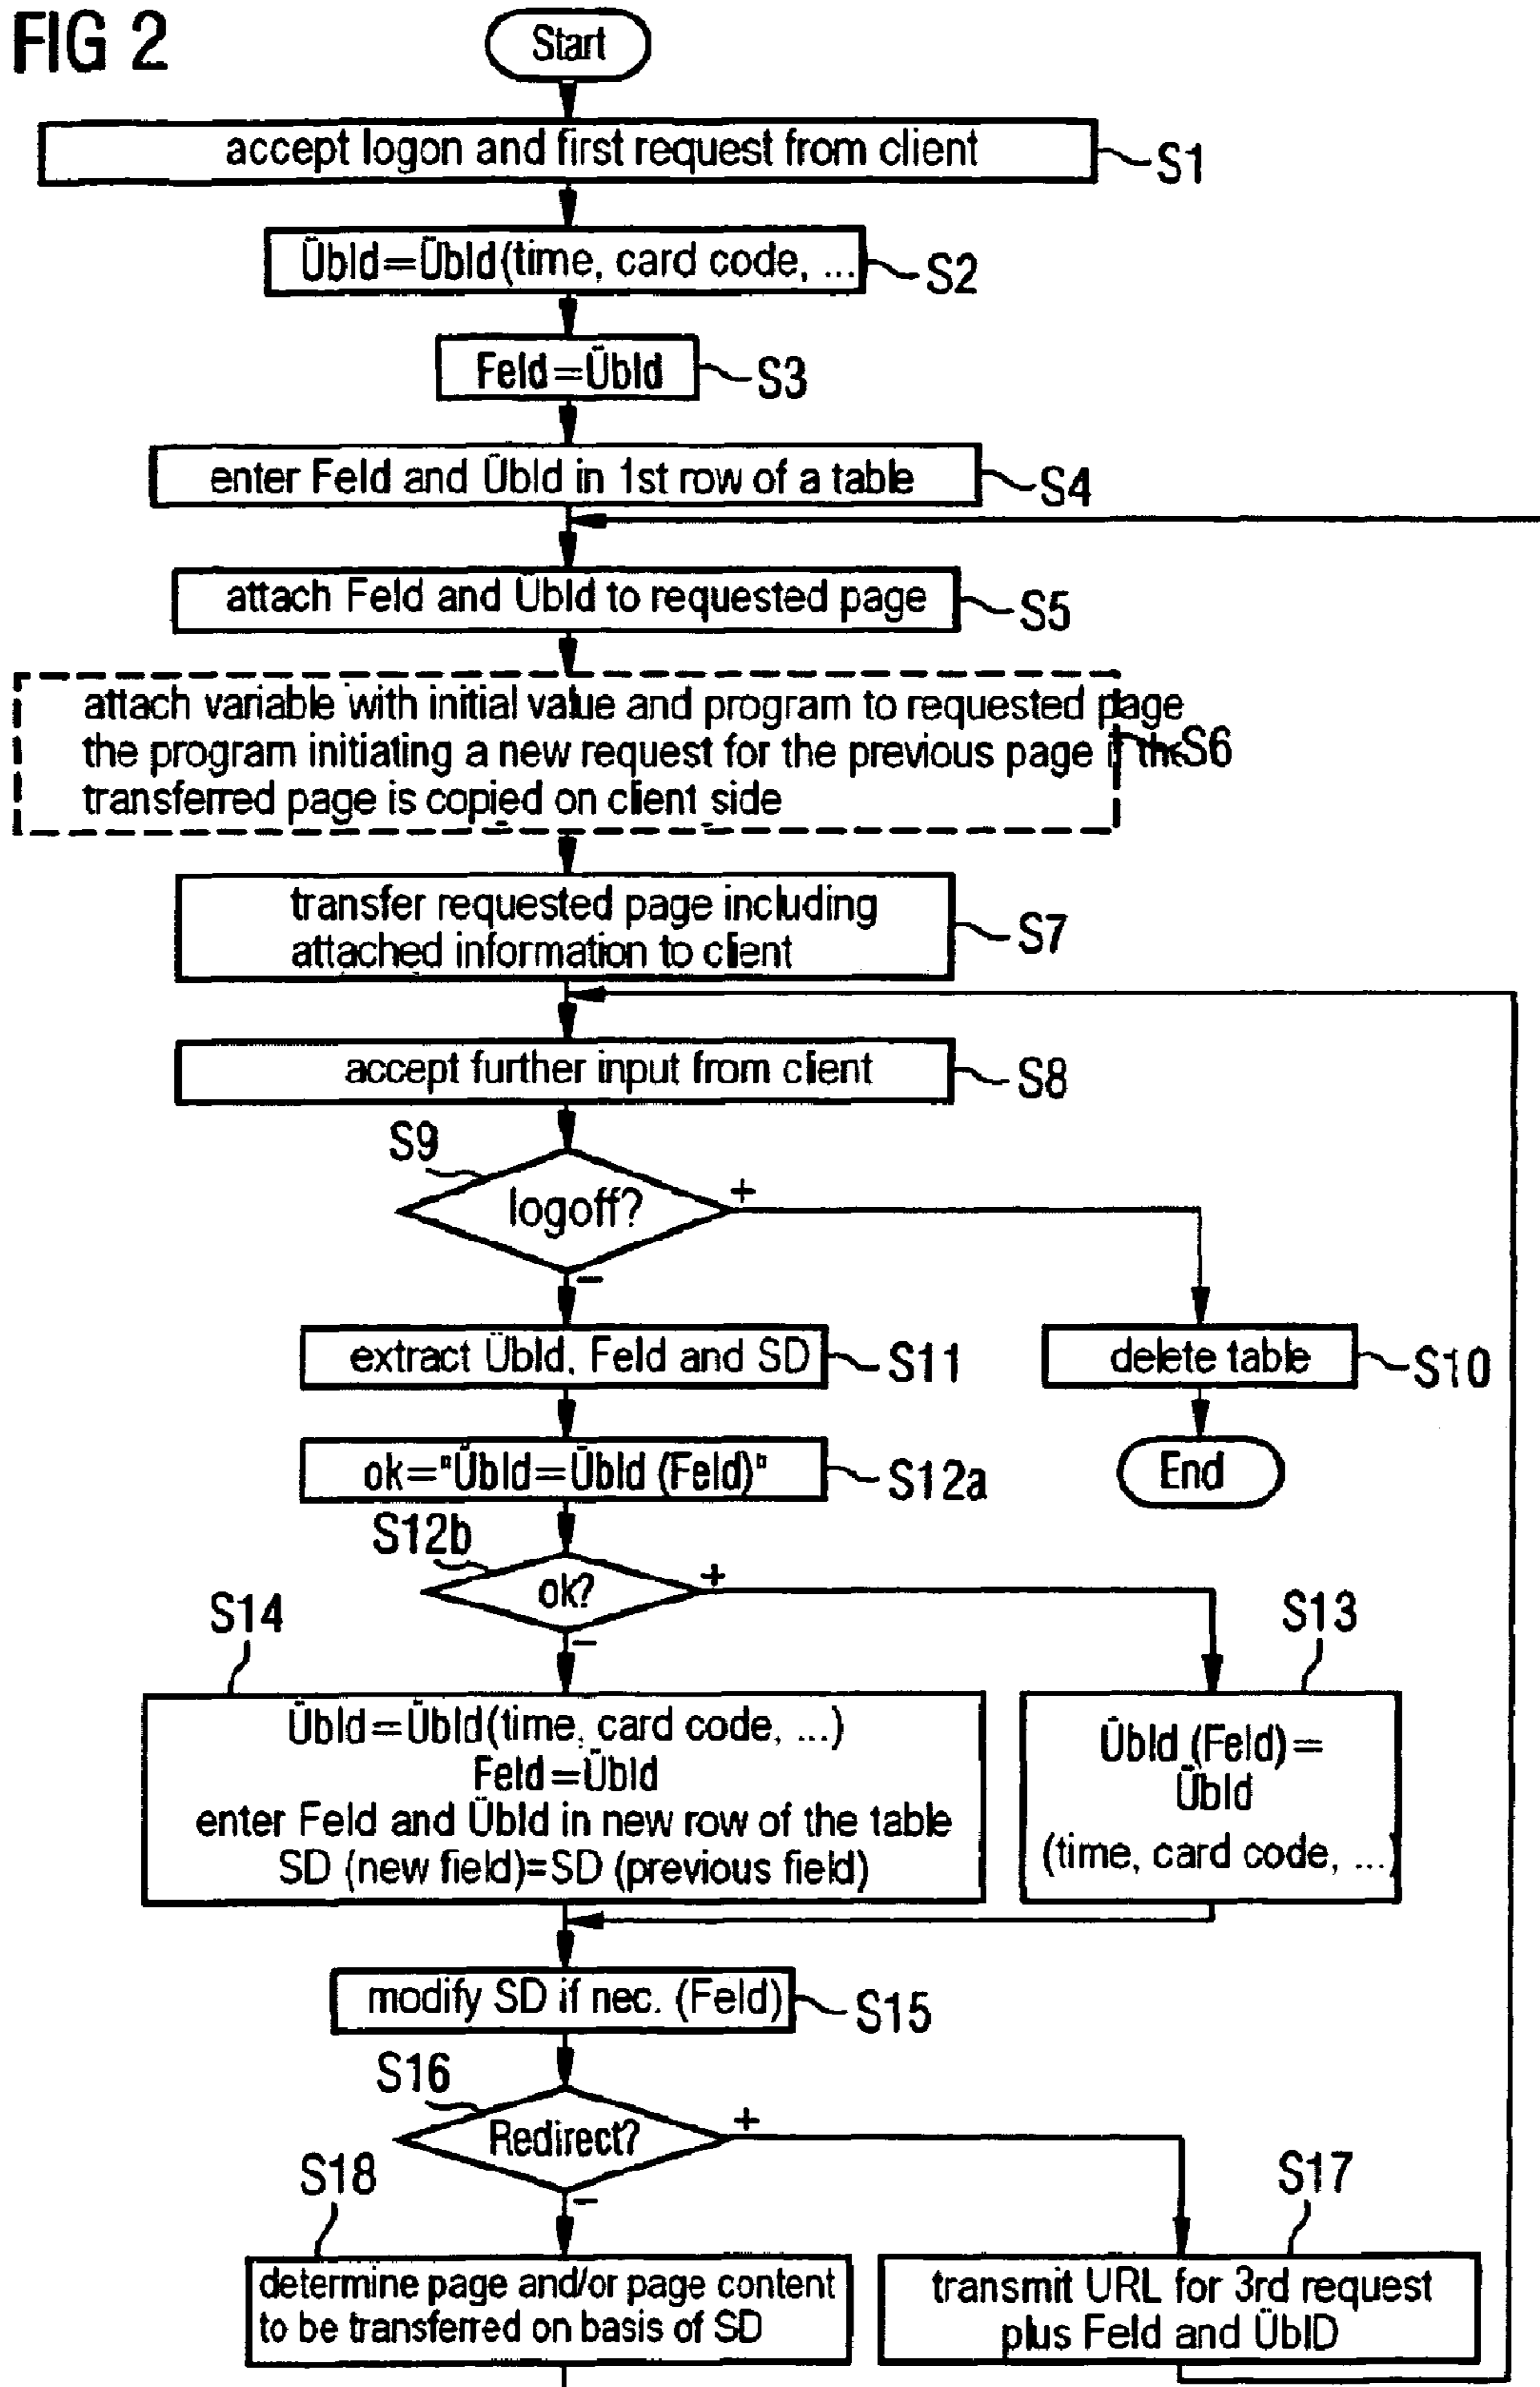 FIG 2
Start
accept logon and first request from client
S1
ÜbId=ÜbId(time, card code, ...
S2
Feld=ÜbId
S3
enter Feld and ÜbId in 1st row of a table
S4
attach Feld and ÜbId to requested page
S5
attach variable with initial value and program to requested page
the program initiating a new request for the previous page if the
S6
transferred page is copied on client side
transfer requested page including
attached information to client
S7
accept further input from client
S8
S9
logoff?
+
−
extract ÜbId, Feld and SD
S11
delete table
S10
ok="ÜbId=ÜbId (Feld)"
S12a
End
S12b
ok?
+
−
S14
S13
ÜbId=ÜbId(time, card code, ...)
Feld=ÜbId
enter Feld and ÜbId in new row of the table
SD (new field)=SD (previous field)
ÜbId (Feld)=
ÜbId
(time, card code, ...)
modify SD if nec. (Feld)
S15
S16
Redirect?
+
−
S18
S17
determine page and/or page content
to be transferred on basis of SD
transmit URL for 3rd request
plus Feld and ÜbID